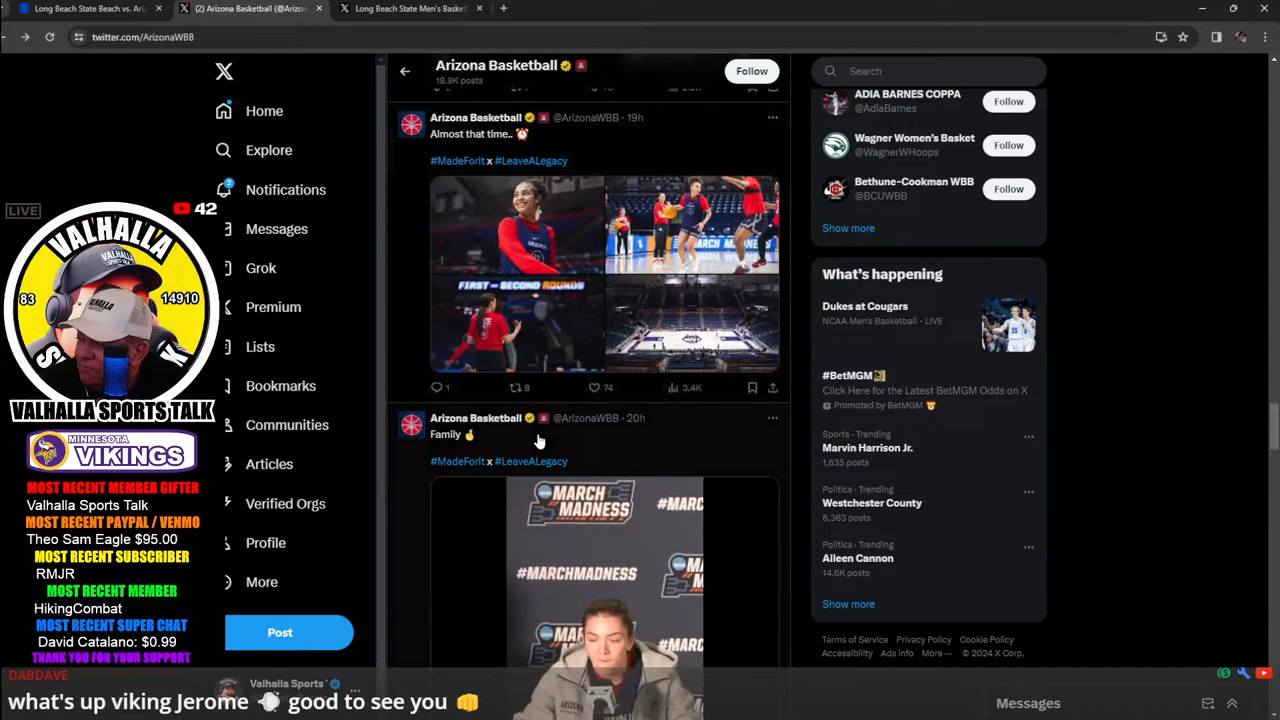 Long Beach State Beach vs. Ariz
(2) Arizona Basketball (@Arizon
Long Beach State Men's Basket
twitter.com/ArizonaWBB
Home
Explore
Notifications
2
Messages
Grok
Premium
Lists
Bookmarks
Communities
Articles
Verified Orgs
Profile
More
Post
Valhalla Sports
LIVE
42
VALHALLA
83
14910
S
K
VALHALLA SPORTS TALK
MINNESOTA
VIKINGS
MOST RECENT MEMBER GIFTER
Valhalla Sports Talk
MOST RECENT PAYPAL / VENMO
Theo Sam Eagle $95.00
MOST RECENT SUBSCRIBER
RMJR
MOST RECENT MEMBER
HikingCombat
MOST RECENT SUPER CHAT
David Catalano: $0.99
THANK YOU FOR YOUR SUPPORT
Arizona Basketball
18.9K posts
Follow
Arizona Basketball @ArizonaWBB · 19h
Almost that time.. ⏰
#MadeForIt x #LeaveALegacy
ARIZONA
MARCH MADNESS
FIRST – SECOND ROUNDS
1 8 74 3.4K
Arizona Basketball @ArizonaWBB · 20h
Family 🤞
#MadeForIt x #LeaveALegacy
MARCH
MADNESS
#MARCHMADNESS
Search
ADIA BARNES COPPA
@AdiaBarnes
Follow
Wagner Women's Basket
@WagnerWHoops
Follow
Bethune-Cookman WBB
@BCUWBB
Follow
Show more
What's happening
Dukes at Cougars
NCAA Men's Basketball · LIVE
#BetMGM
Click Here for the Latest BetMGM Odds on X
Promoted by BetMGM
Sports · Trending
Marvin Harrison Jr.
1,635 posts
Politics · Trending
Westchester County
6,363 posts
Politics · Trending
Aileen Cannon
14.6K posts
Show more
Terms of Service Privacy Policy Cookie Policy
Accessibility Ads info More ··· © 2024 X Corp.
Messages
DABDAVE
what's up viking Jerome 💨 good to see you 👊